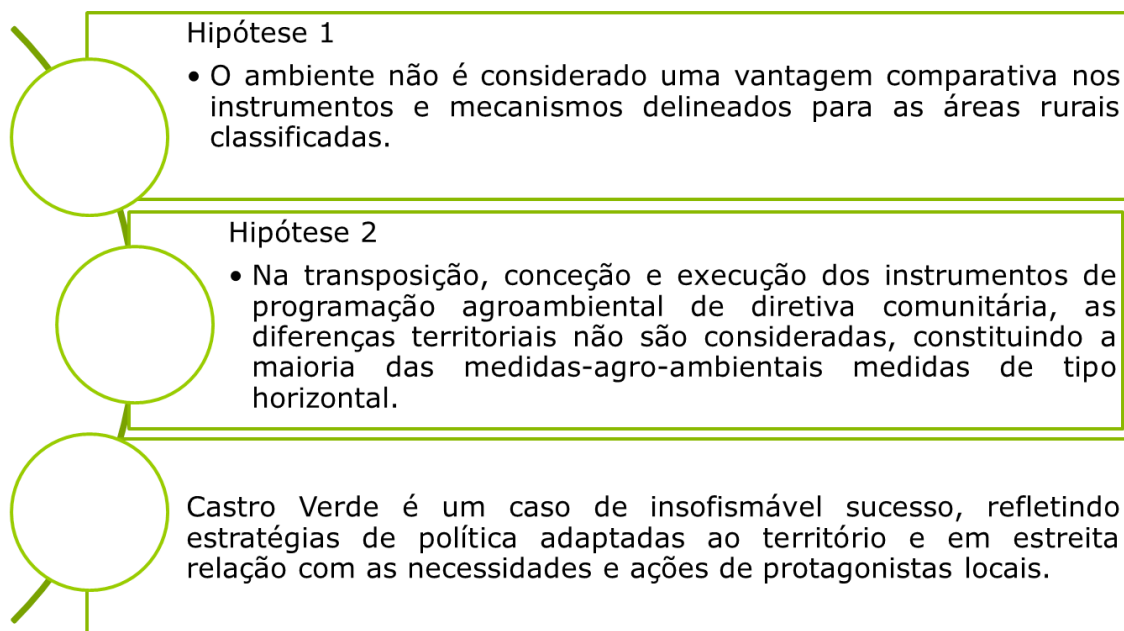 Hipótese 1
• O ambiente não é considerado uma vantagem comparativa nos
instrumentos e mecanismos delineados para as áreas rurais
classificadas.
Hipótese 2
• Na transposição, conceção e execução dos instrumentos de
programação agroambiental de diretiva comunitária, as
diferenças territoriais não são consideradas, constituindo a
maioria das medidas-agro-ambientais medidas de tipo
horizontal.
Castro Verde é um caso de insofismável sucesso, refletindo
estratégias de política adaptadas ao território e em estreita
relação com as necessidades e ações de protagonistas locais.